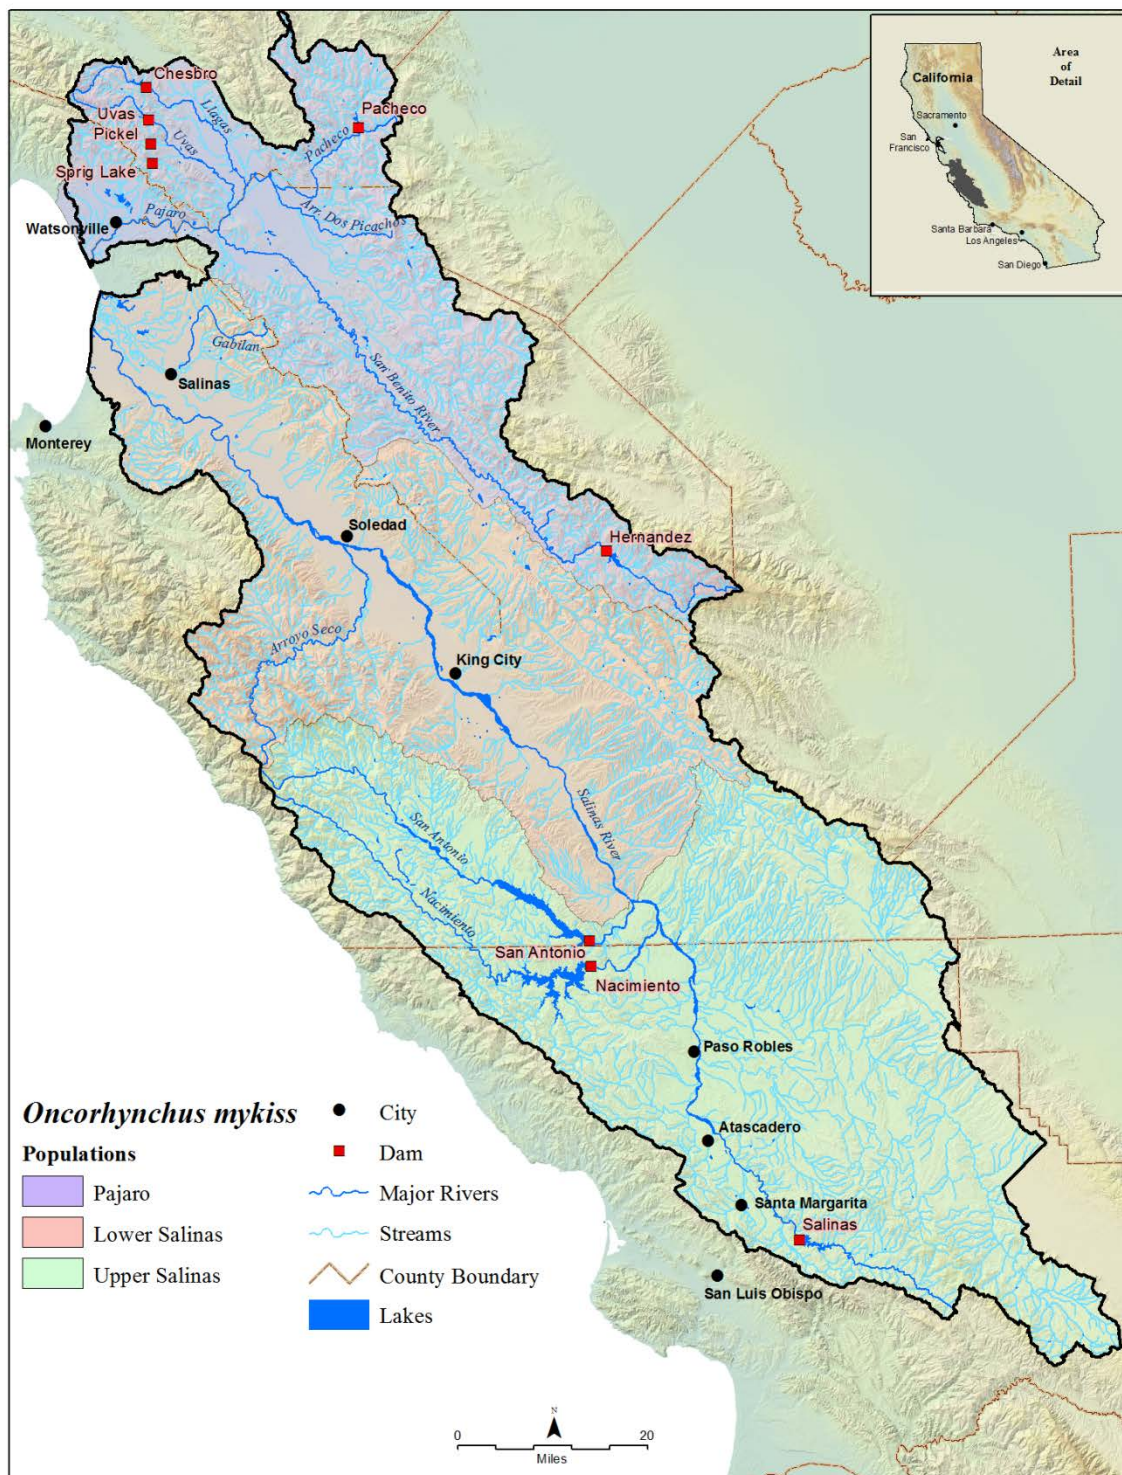 Chesbro
Uvas
Pickel
Sprig Lake
Llagas
Uvas
Pacheco
Pacheco
Arr. Dos Picachos
Pajaro
Watsonville
Gabilan
Salinas
Monterey
San Benito River
Soledad
Hernandez
Arroyo Seco
King City
Salinas River
San Antonio
Nacimiento
San Antonio
Nacimiento
Paso Robles
Atascadero
Santa Margarita
Salinas
San Luis Obispo
Area
of
Detail
California
Sacramento
San
Francisco
Santa Barbara
Los Angeles
San Diego
Oncorhynchus mykiss
Populations
Pajaro
Lower Salinas
Upper Salinas
City
Dam
Major Rivers
Streams
County Boundary
Lakes
N
0
20
Miles